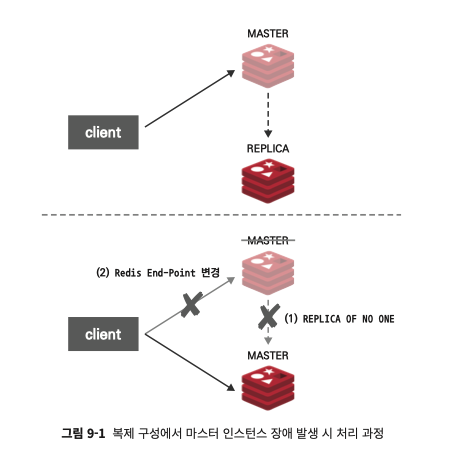 MASTER
client
REPLICA
MASTER
(2) Redis End-Point 변경
(1) REPLICA OF NO ONE
client
MASTER
그림 9-1 복제 구성에서 마스터 인스턴스 장애 발생 시 처리 과정